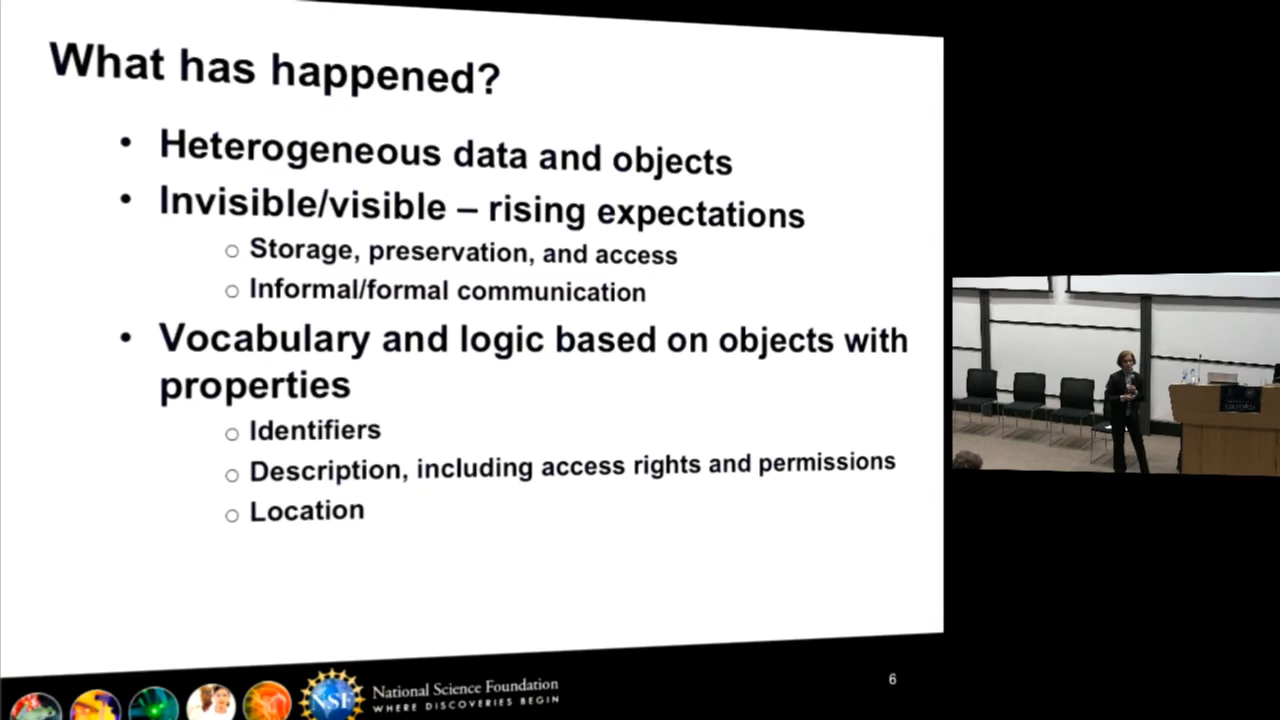 What has happened?
• Heterogeneous data and objects
• Invisible/visible – rising expectations
○ Storage, preservation, and access
○ Informal/formal communication
• Vocabulary and logic based on objects with
properties
○ Identifiers
○ Description, including access rights and permissions
○ Location
NSF
National Science Foundation
WHERE DISCOVERIES BEGIN
6